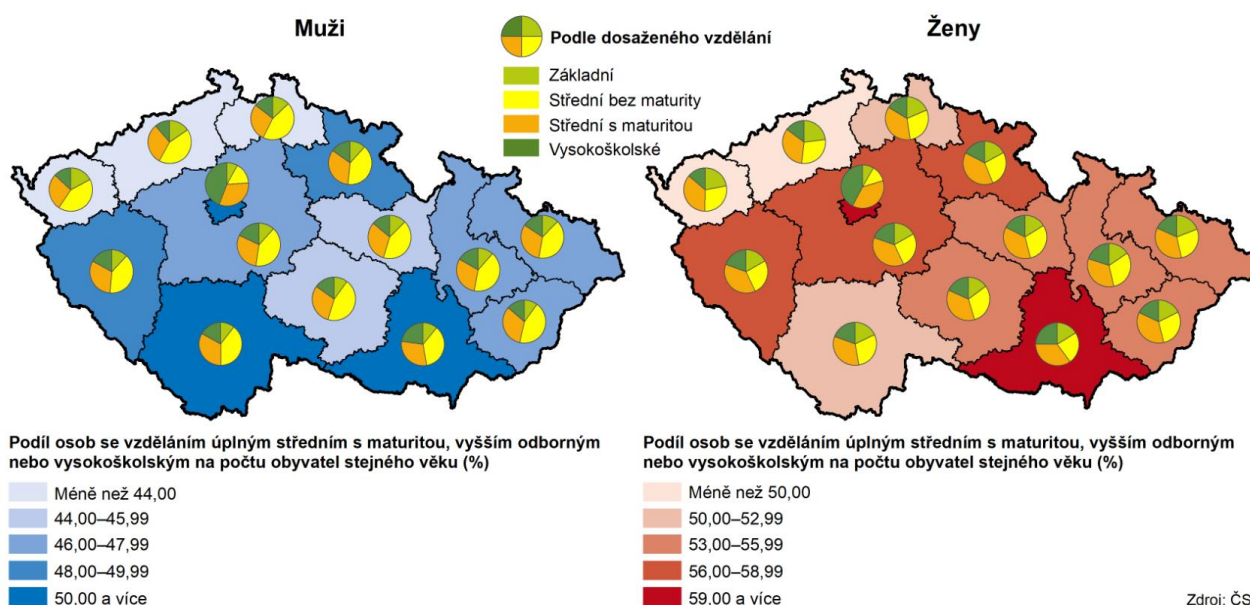 Muži
Podle dosaženého vzdělání
Základní
Střední bez maturity
Střední s maturitou
Vysokoškolské
Ženy
Podíl osob se vzděláním úplným středním s maturitou, vyšším odborným
nebo vysokoškolským na počtu obyvatel stejného věku (%)
Méně než 44,00
44,00–45,99
46,00–47,99
48,00–49,99
50,00 a více
Podíl osob se vzděláním úplným středním s maturitou, vyšším odborným
nebo vysokoškolským na počtu obyvatel stejného věku (%)
Méně než 50,00
50,00–52,99
53,00–55,99
56,00–58,99
59,00 a více
Zdroj: ČS